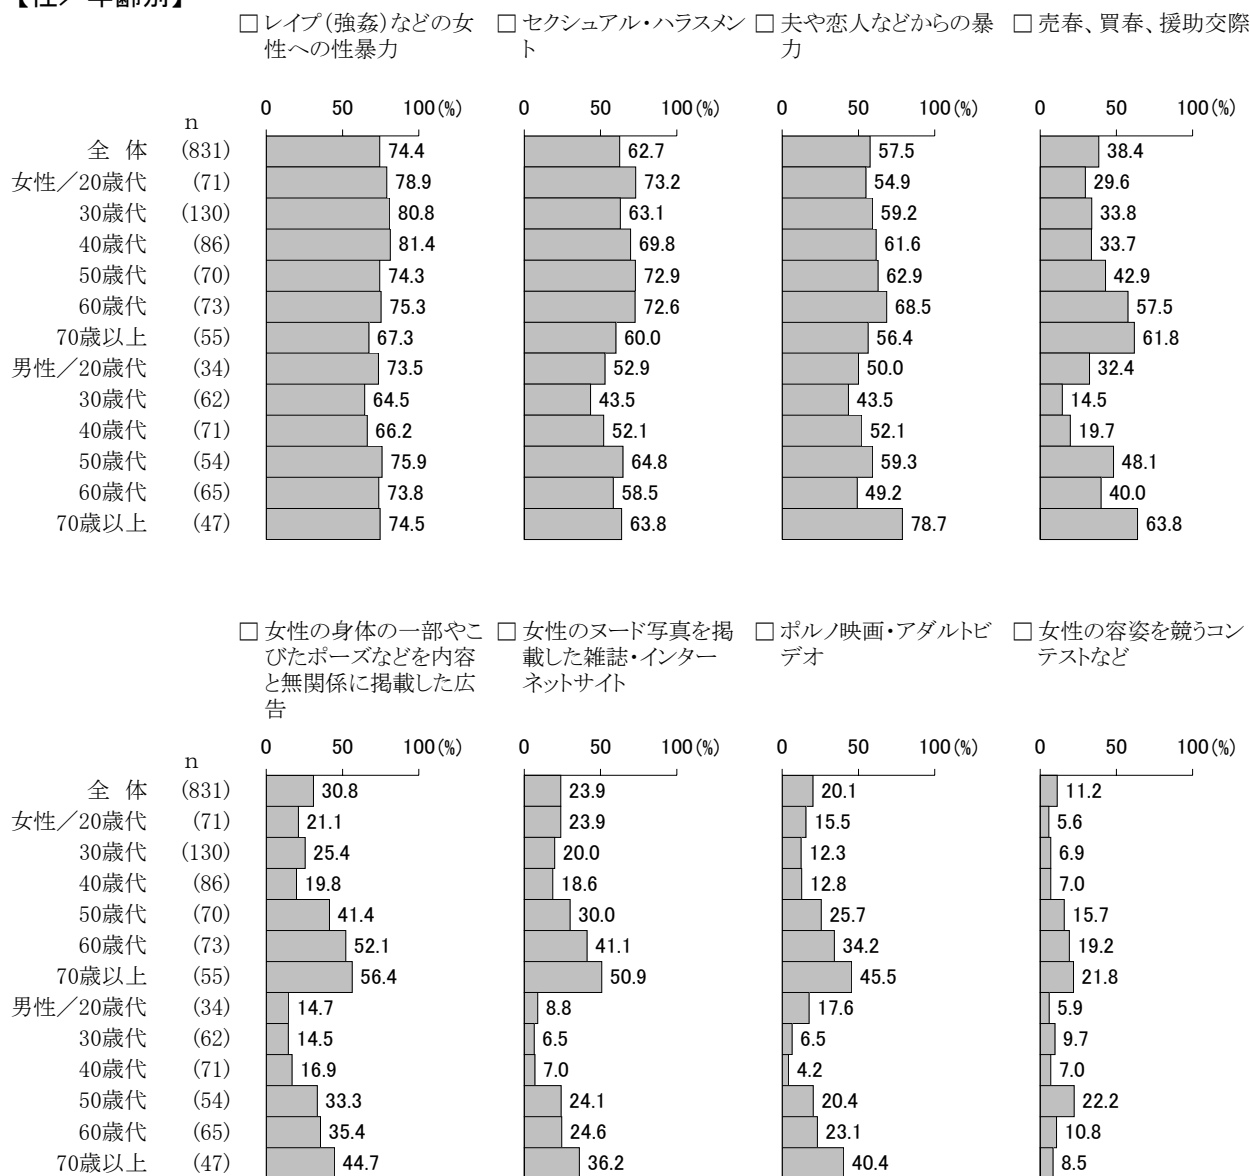 【性／年齢別】
□ レイプ（強姦）などの女 □ セクシュアル・ハラスメン □ 夫や恋人などからの暴 □ 売春、買春、援助交際
性への性暴力 ト 力
0 50 100(%) 0 50 100(%) 0 50 100(%) 0 50 100(%)
n
全 体 (831) 74.4 62.7 57.5 38.4
女性／20歳代 (71) 78.9 73.2 54.9 29.6
30歳代 (130) 80.8 63.1 59.2 33.8
40歳代 (86) 81.4 69.8 61.6 33.7
50歳代 (70) 74.3 72.9 62.9 42.9
60歳代 (73) 75.3 72.6 68.5 57.5
70歳以上 (55) 67.3 60.0 56.4 61.8
男性／20歳代 (34) 73.5 52.9 50.0 32.4
30歳代 (62) 64.5 43.5 43.5 14.5
40歳代 (71) 66.2 52.1 52.1 19.7
50歳代 (54) 75.9 64.8 59.3 48.1
60歳代 (65) 73.8 58.5 49.2 40.0
70歳以上 (47) 74.5 63.8 78.7 63.8
□ 女性の身体の一部やこ □ 女性のヌード写真を掲 □ ポルノ映画・アダルトビ □ 女性の容姿を競うコン
びたポーズなどを内容 載した雑誌・インター デオ テストなど
と無関係に掲載した広 ネットサイト
告
0 50 100(%) 0 50 100(%) 0 50 100(%) 0 50 100(%)
n
全 体 (831) 30.8 23.9 20.1 11.2
女性／20歳代 (71) 21.1 23.9 15.5 5.6
30歳代 (130) 25.4 20.0 12.3 6.9
40歳代 (86) 19.8 18.6 12.8 7.0
50歳代 (70) 41.4 30.0 25.7 15.7
60歳代 (73) 52.1 41.1 34.2 19.2
70歳以上 (55) 56.4 50.9 45.5 21.8
男性／20歳代 (34) 14.7 8.8 17.6 5.9
30歳代 (62) 14.5 6.5 6.5 9.7
40歳代 (71) 16.9 7.0 4.2 7.0
50歳代 (54) 33.3 24.1 20.4 22.2
60歳代 (65) 35.4 24.6 23.1 10.8
70歳以上 (47) 44.7 36.2 40.4 8.5